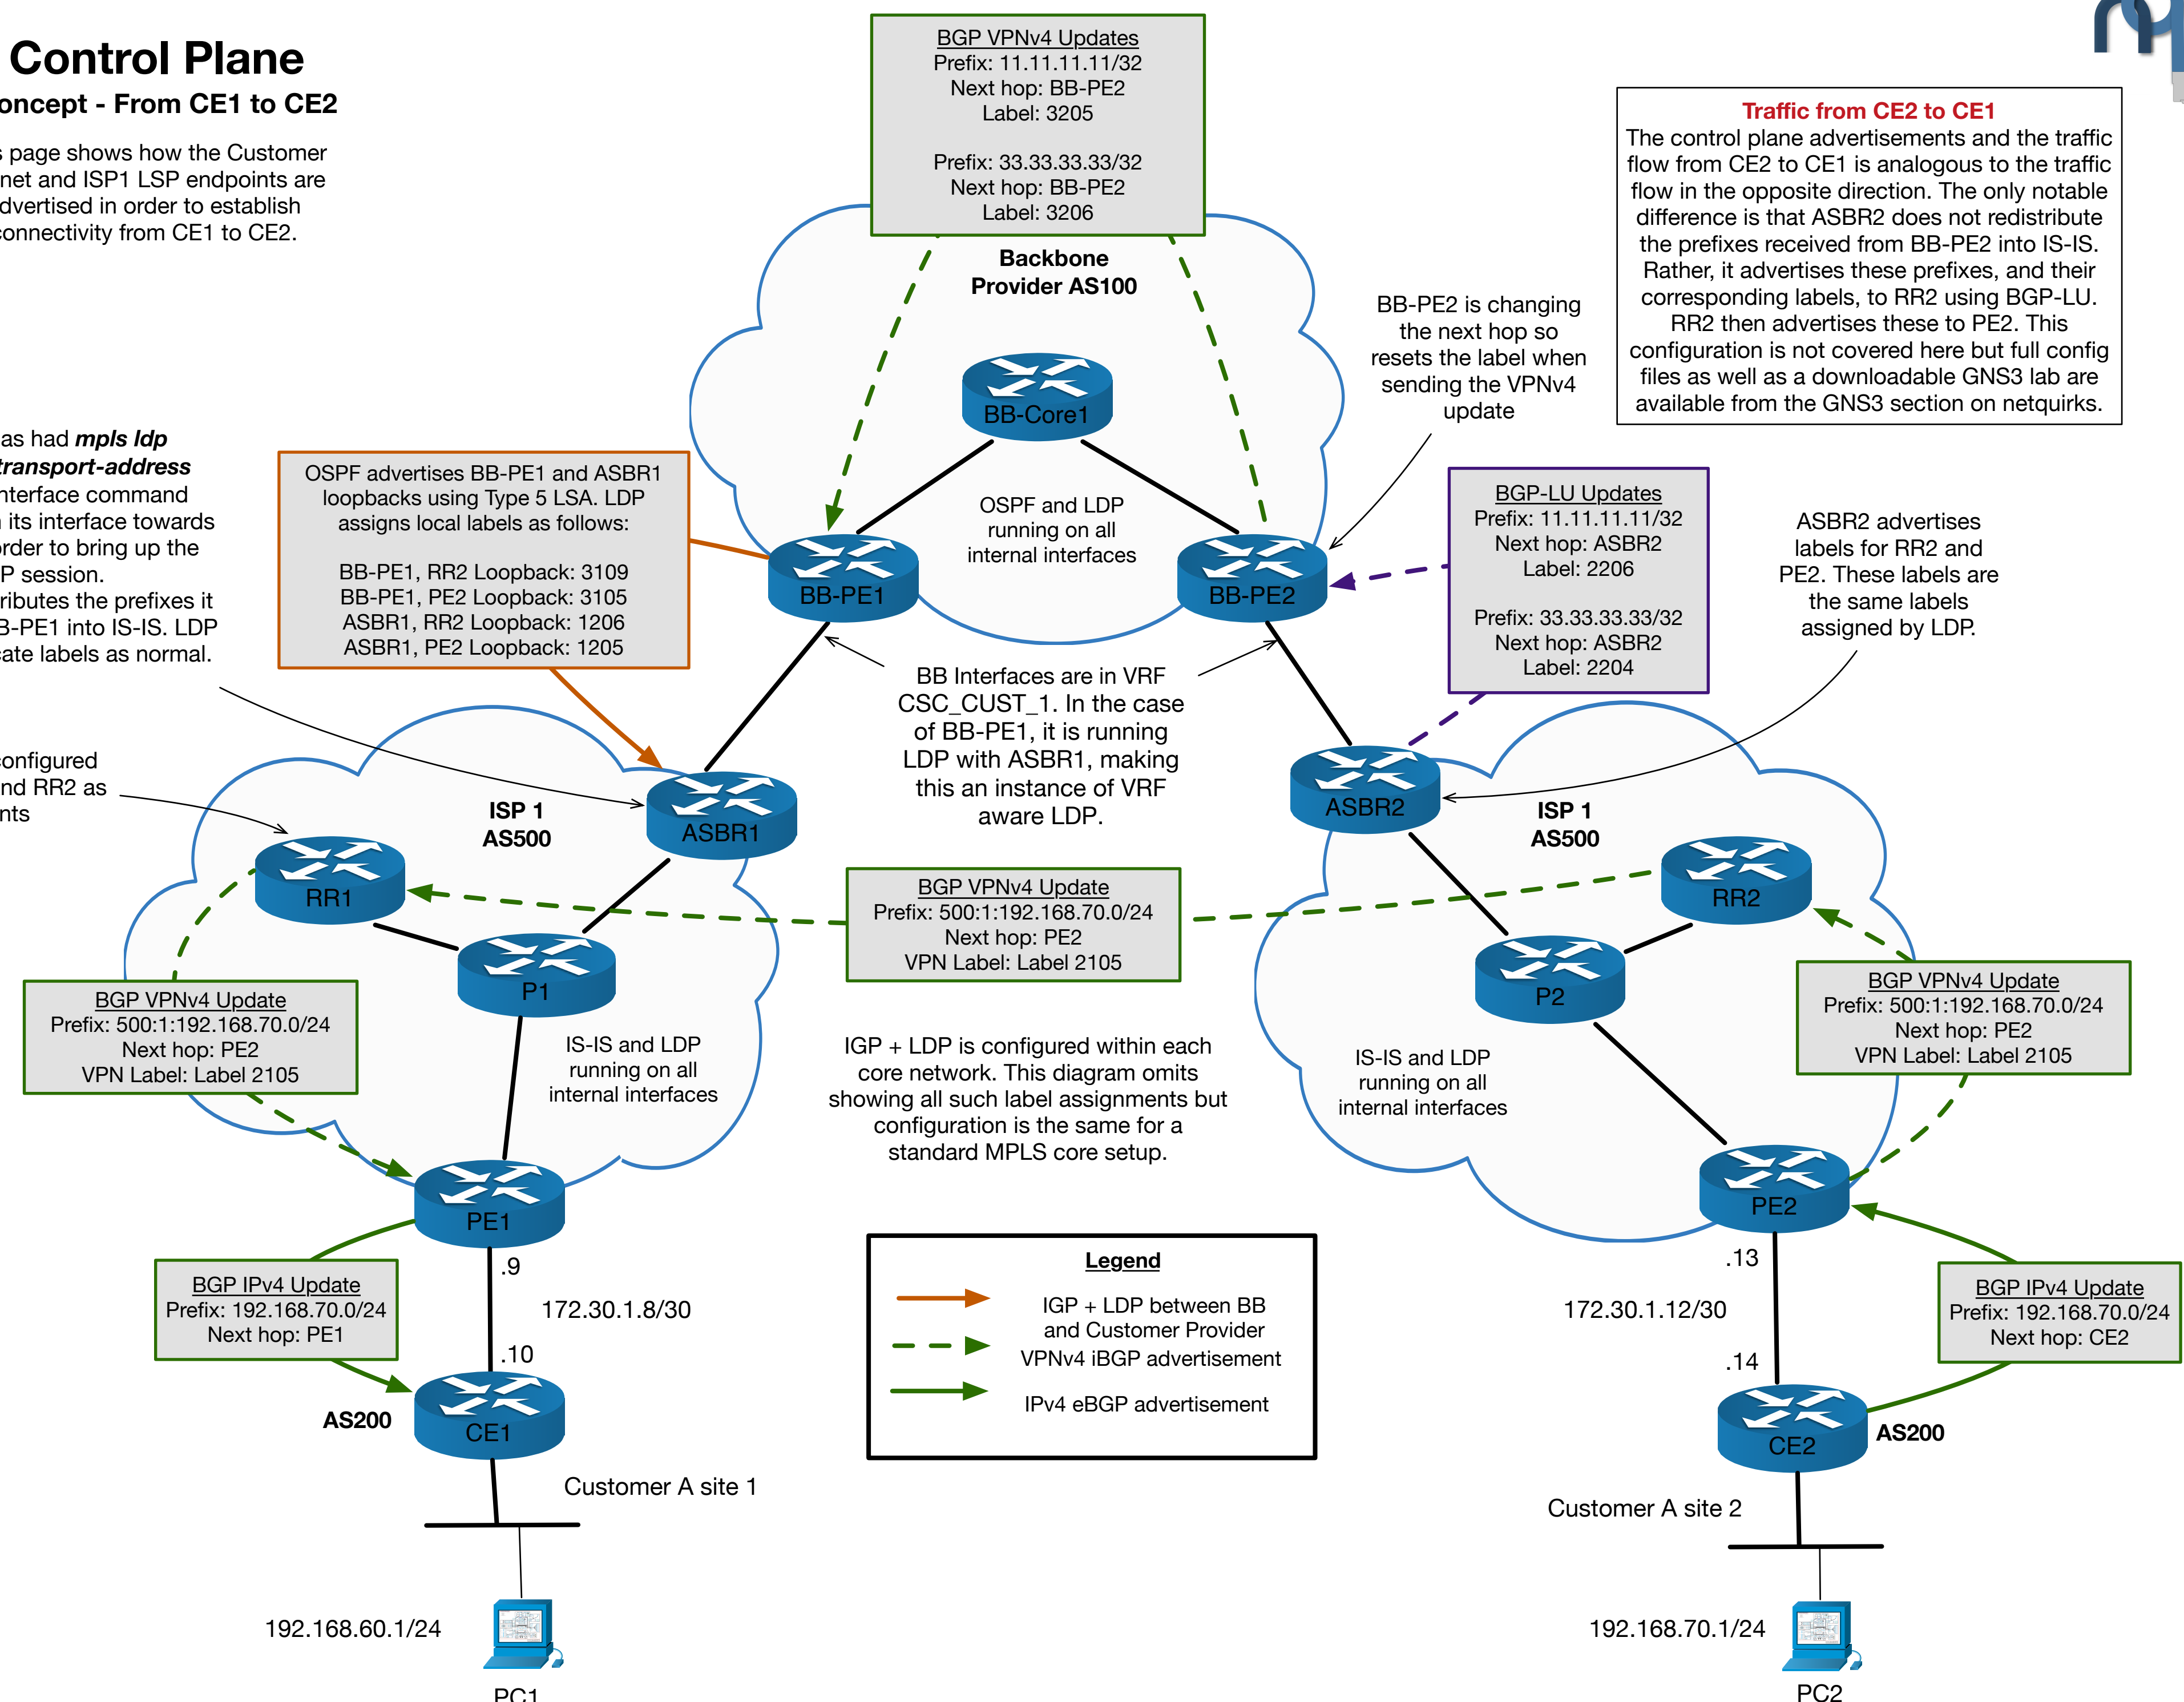 Control Plane
oncept - From CE1 to CE2
s page shows how the Customer
net and ISP1 LSP endpoints are
dvertised in order to establish
connectivity from CE1 to CE2.
BGP VPNv4 Updates
Prefix: 11.11.11.11/32
Next hop: BB-PE2
Label: 3205
Prefix: 33.33.33.33/32
Next hop: BB-PE2
Label: 3206
Traffic from CE2 to CE1
The control plane advertisements and the traffic
flow from CE2 to CE1 is analogous to the traffic
flow in the opposite direction. The only notable
difference is that ASBR2 does not redistribute
the prefixes received from BB-PE2 into IS-IS.
Rather, it advertises these prefixes, and their
corresponding labels, to RR2 using BGP-LU.
RR2 then advertises these to PE2. This
configuration is not covered here but full config
files as well as a downloadable GNS3 lab are
available from the GNS3 section on netquirks.
Backbone
Provider AS100
BB-PE2 is changing
the next hop so
resets the label when
sending the VPNv4
update
BB-Core1
as had mpls ldp
transport-address
nterface command
n its interface towards
order to bring up the
P session.
ributes the prefixes it
B-PE1 into IS-IS. LDP
cate labels as normal.
OSPF advertises BB-PE1 and ASBR1
loopbacks using Type 5 LSA. LDP
assigns local labels as follows:
BB-PE1, RR2 Loopback: 3109
BB-PE1, PE2 Loopback: 3105
ASBR1, RR2 Loopback: 1206
ASBR1, PE2 Loopback: 1205
OSPF and LDP
running on all
internal interfaces
BB-PE1
BB-PE2
BGP-LU Updates
Prefix: 11.11.11.11/32
Next hop: ASBR2
Label: 2206
Prefix: 33.33.33.33/32
Next hop: ASBR2
Label: 2204
ASBR2 advertises
labels for RR2 and
PE2. These labels are
the same labels
assigned by LDP.
BB Interfaces are in VRF
CSC_CUST_1. In the case
of BB-PE1, it is running
LDP with ASBR1, making
this an instance of VRF
aware LDP.
configured
nd RR2 as
nts
ISP 1
AS500
ASBR1
ASBR2
ISP 1
AS500
RR1
RR2
BGP VPNv4 Update
Prefix: 500:1:192.168.70.0/24
Next hop: PE2
VPN Label: Label 2105
P1
P2
BGP VPNv4 Update
Prefix: 500:1:192.168.70.0/24
Next hop: PE2
VPN Label: Label 2105
BGP VPNv4 Update
Prefix: 500:1:192.168.70.0/24
Next hop: PE2
VPN Label: Label 2105
IS-IS and LDP
running on all
internal interfaces
IGP + LDP is configured within each
core network. This diagram omits
showing all such label assignments but
configuration is the same for a
standard MPLS core setup.
IS-IS and LDP
running on all
internal interfaces
PE1
PE2
.9
172.30.1.8/30
.10
BGP IPv4 Update
Prefix: 192.168.70.0/24
Next hop: PE1
Legend
IGP + LDP between BB
and Customer Provider
VPNv4 iBGP advertisement
IPv4 eBGP advertisement
.13
172.30.1.12/30
.14
BGP IPv4 Update
Prefix: 192.168.70.0/24
Next hop: CE2
AS200
CE1
CE2
AS200
Customer A site 1
Customer A site 2
192.168.60.1/24
192.168.70.1/24
PC1
PC2